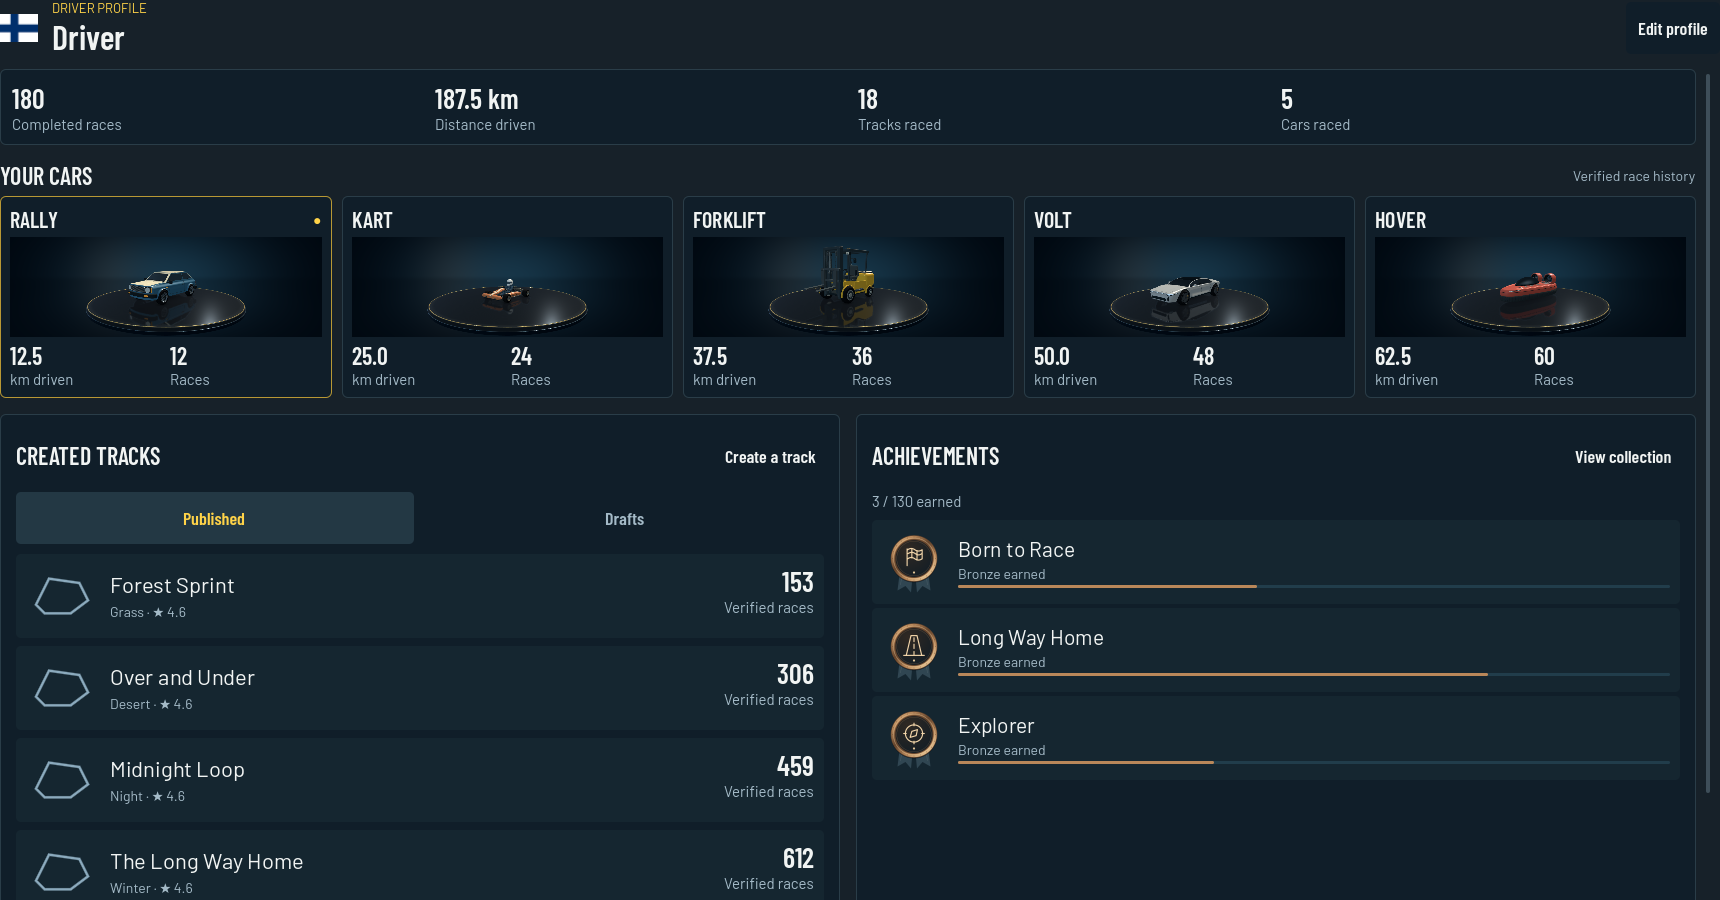 DRIVER PROFILE
Driver
Edit profile
180
Completed races
187.5 km
Distance driven
18
Tracks raced
5
Cars raced
YOUR CARS
Verified race history
RALLY
12.5
km driven
12
Races
KART
25.0
km driven
24
Races
FORKLIFT
37.5
km driven
36
Races
VOLT
50.0
km driven
48
Races
HOVER
62.5
km driven
60
Races
CREATED TRACKS
Create a track
Published
Drafts
Forest Sprint
Grass · ★ 4.6
153
Verified races
Over and Under
Desert · ★ 4.6
306
Verified races
Midnight Loop
Night · ★ 4.6
459
Verified races
The Long Way Home
Winter · ★ 4.6
612
Verified races
ACHIEVEMENTS
View collection
3 / 130 earned
Born to Race
Bronze earned
Long Way Home
Bronze earned
Explorer
Bronze earned